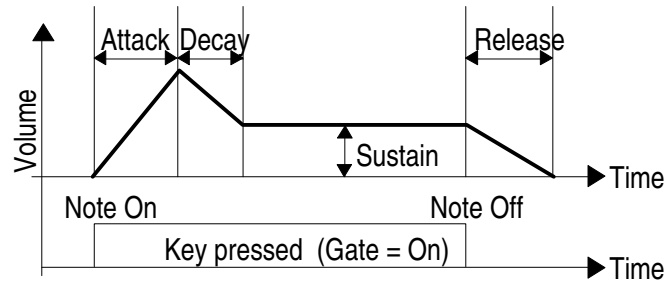 Attack Decay Release
Volume
Sustain
Time
Note On Note Off
Key pressed (Gate = On)
Time